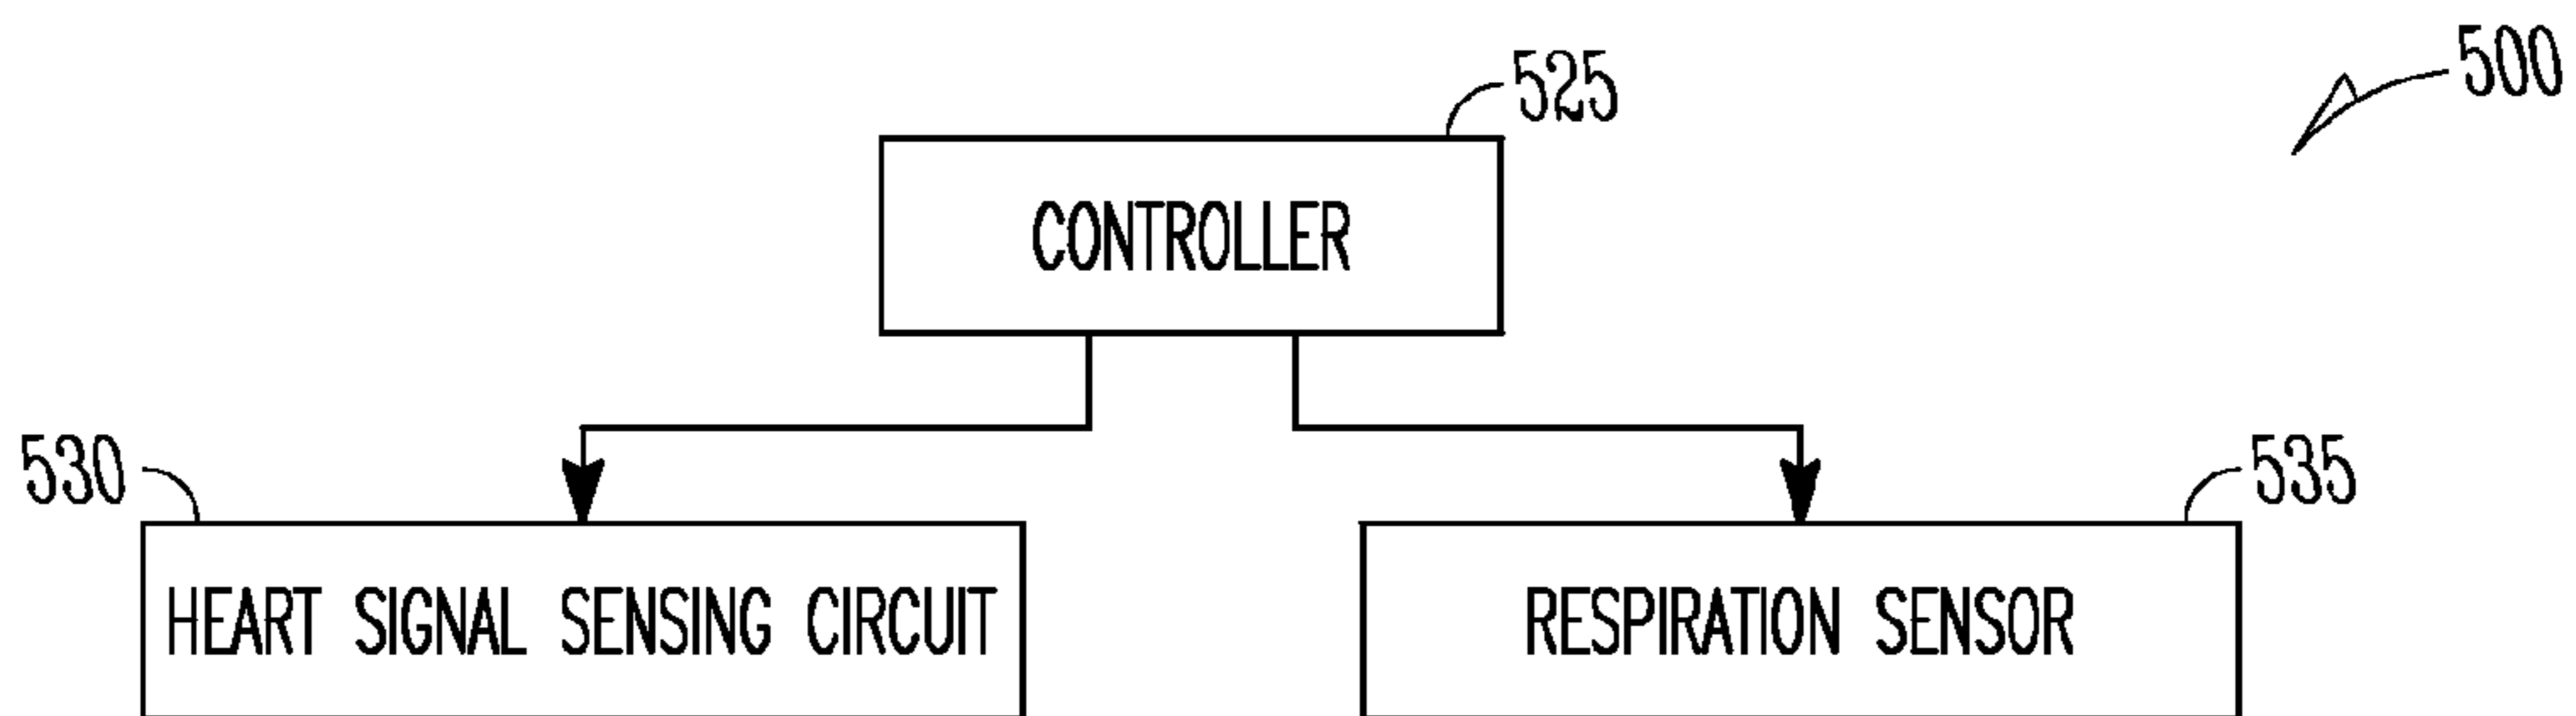 500
525
CONTROLLER
530
535
HEART SIGNAL SENSING CIRCUIT
RESPIRATION SENSOR